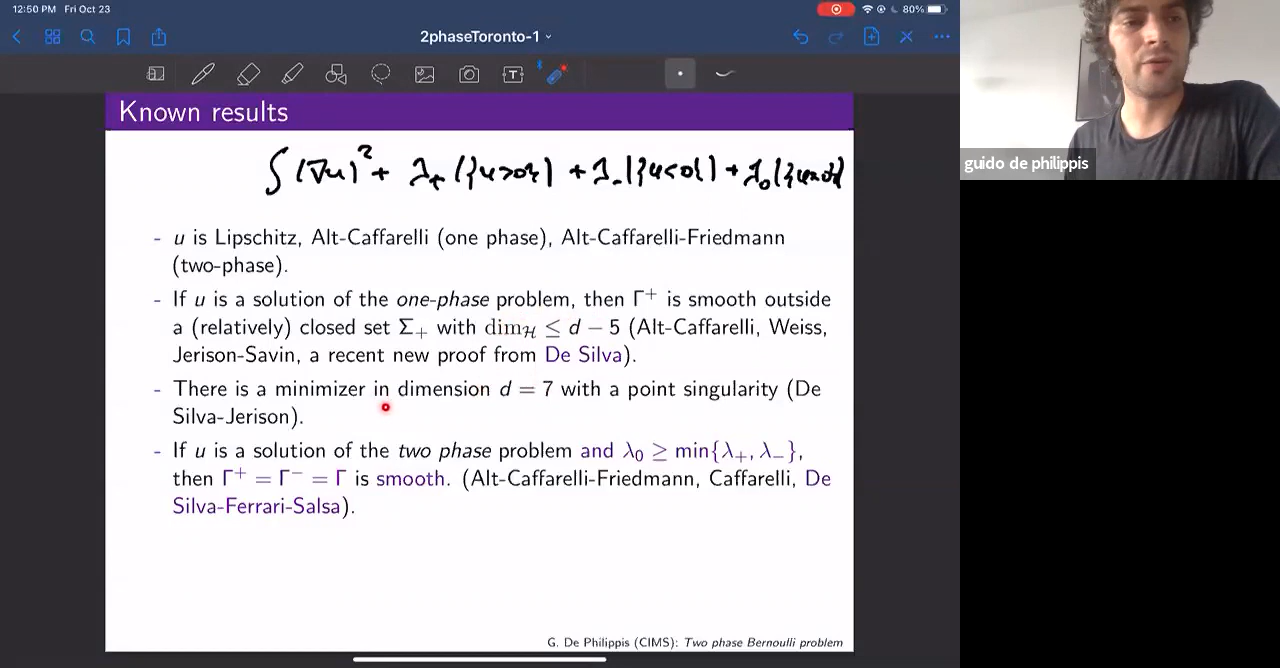 12:50 PM Fri Oct 23
80%
2phaseToronto-1
T
Known results
∫ |∇u|² + λ₊ |{u>0}| + λ₋ |{u<0}| + λ₀ |{u=0}|
- u is Lipschitz, Alt-Caffarelli (one phase), Alt-Caffarelli-Friedmann
(two-phase).
- If u is a solution of the one-phase problem, then Γ⁺ is smooth outside
a (relatively) closed set Σ₊ with dim_ℋ ≤ d − 5 (Alt-Caffarelli, Weiss,
Jerison-Savin, a recent new proof from De Silva).
- There is a minimizer in dimension d = 7 with a point singularity (De
Silva-Jerison).
- If u is a solution of the two phase problem and λ₀ ≥ min{λ₊, λ₋},
then Γ⁺ = Γ⁻ = Γ is smooth. (Alt-Caffarelli-Friedmann, Caffarelli, De
Silva-Ferrari-Salsa).
G. De Philippis (CIMS): Two phase Bernoulli problem
guido de philippis